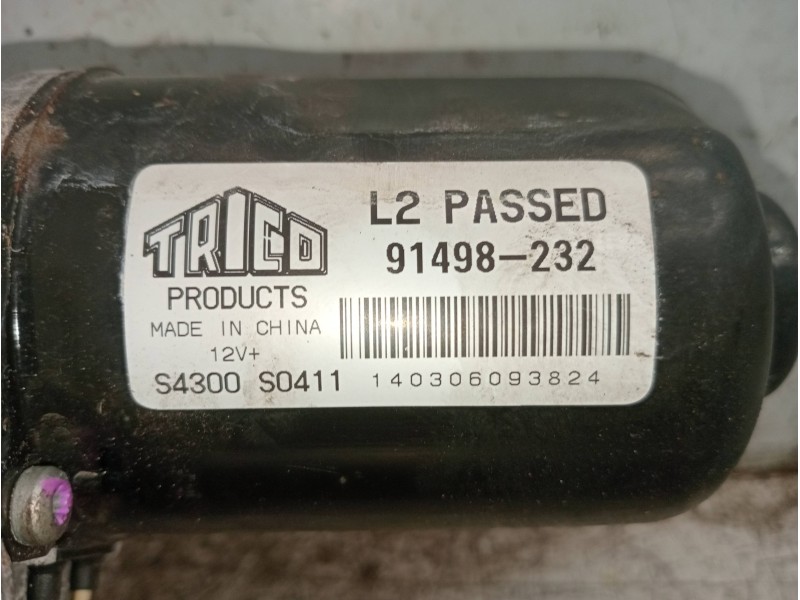 TRICO
PRODUCTS
MADE IN CHINA
12V+
S4300 S0411
L2 PASSED
91498-232
140306093824